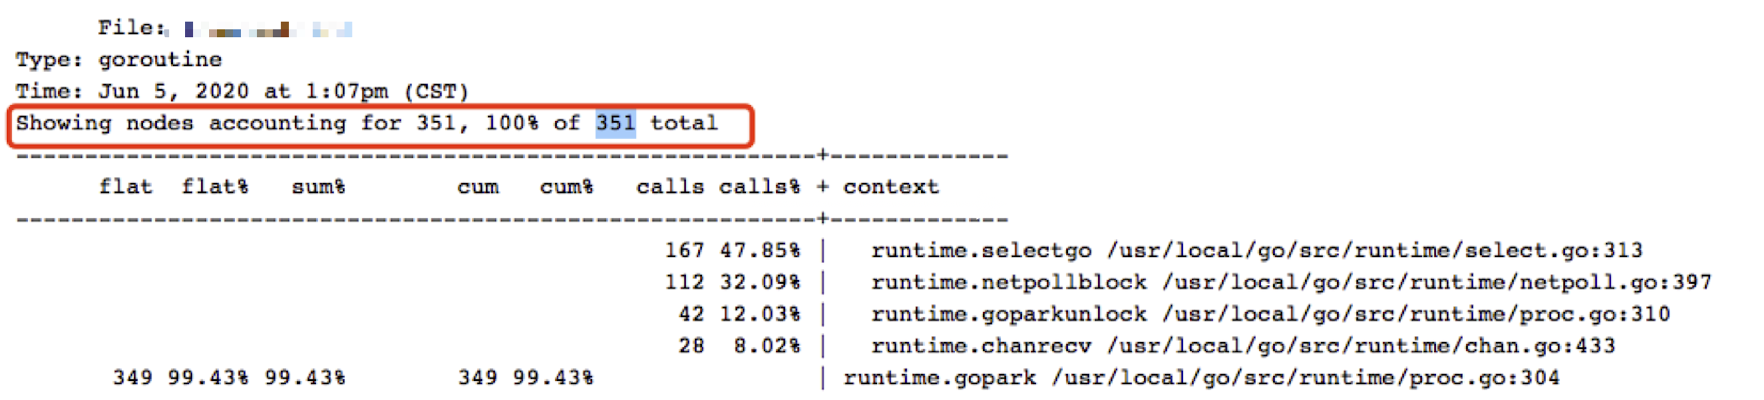 File:
Type: goroutine
Time: Jun 5, 2020 at 1:07pm (CST)
Showing nodes accounting for 351, 100% of 351 total
----------------------------------------------------------+-------------
      flat  flat%   sum%        cum   cum%   calls calls% + context
----------------------------------------------------------+-------------
                                               167 47.85% |   runtime.selectgo /usr/local/go/src/runtime/select.go:313
                                               112 32.09% |   runtime.netpollblock /usr/local/go/src/runtime/netpoll.go:397
                                                42 12.03% |   runtime.goparkunlock /usr/local/go/src/runtime/proc.go:310
                                                28  8.02% |   runtime.chanrecv /usr/local/go/src/runtime/chan.go:433
       349 99.43% 99.43%        349 99.43%                | runtime.gopark /usr/local/go/src/runtime/proc.go:304